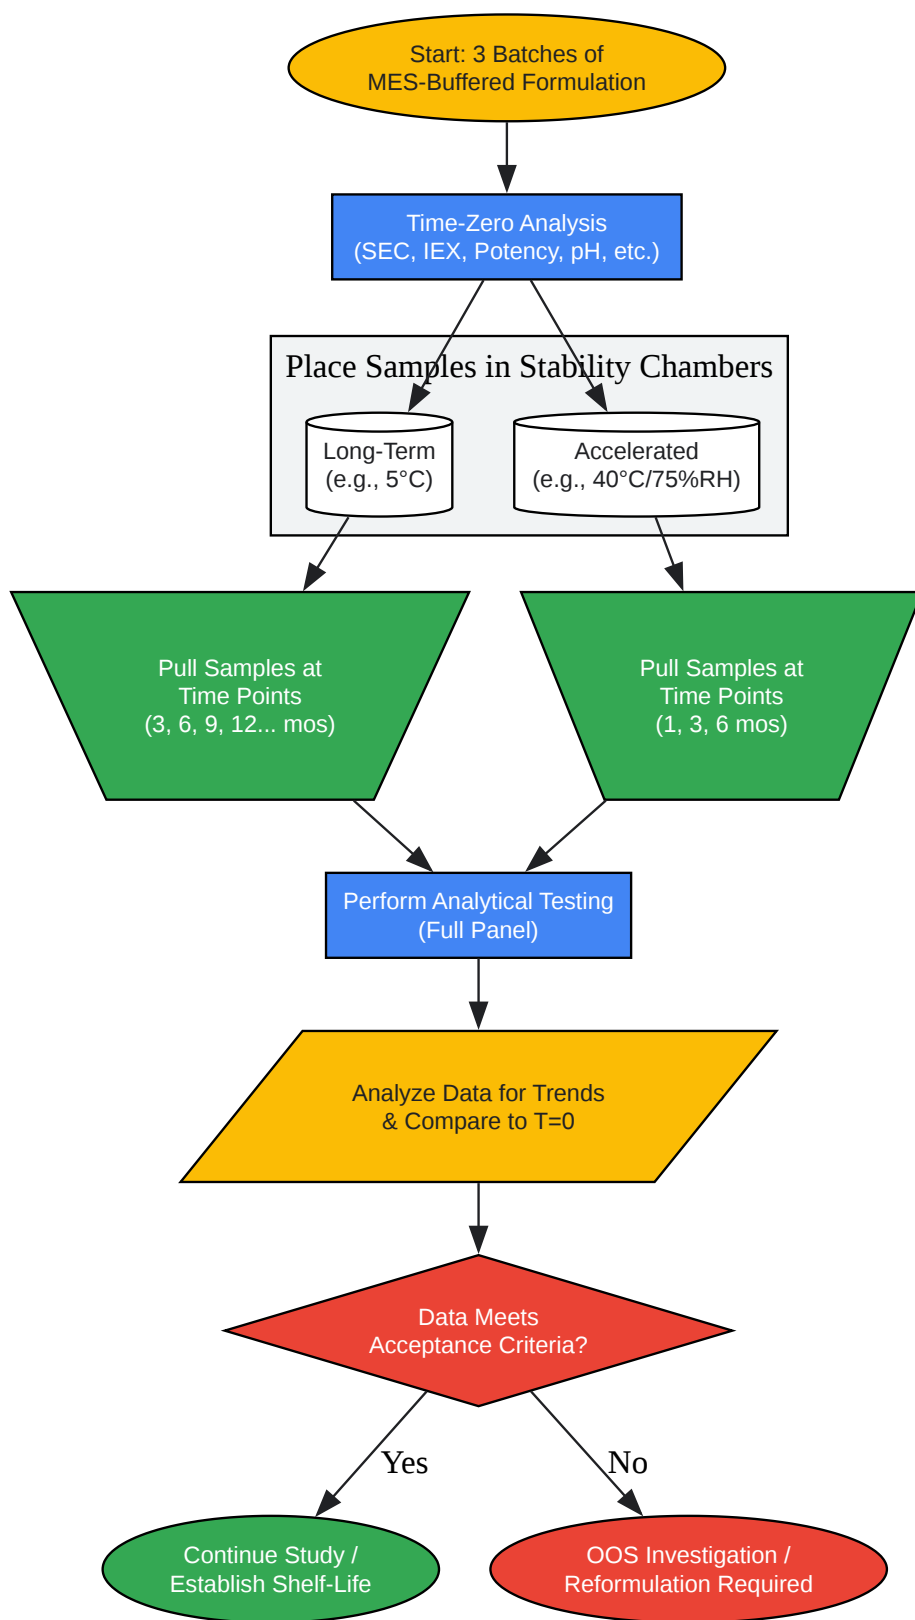 Start: 3 Batches of
MES-Buffered Formulation
Time-Zero Analysis
(SEC, IEX, Potency, pH, etc.)
Place Samples in Stability Chambers
Long-Term
(e.g., 5°C)
Accelerated
(e.g., 40°C/75%RH)
Pull Samples at
Time Points
(3, 6, 9, 12... mos)
Pull Samples at
Time Points
(1, 3, 6 mos)
Perform Analytical Testing
(Full Panel)
Analyze Data for Trends
& Compare to T=0
Data Meets
Acceptance Criteria?
Yes
No
Continue Study /
Establish Shelf-Life
OOS Investigation /
Reformulation Required